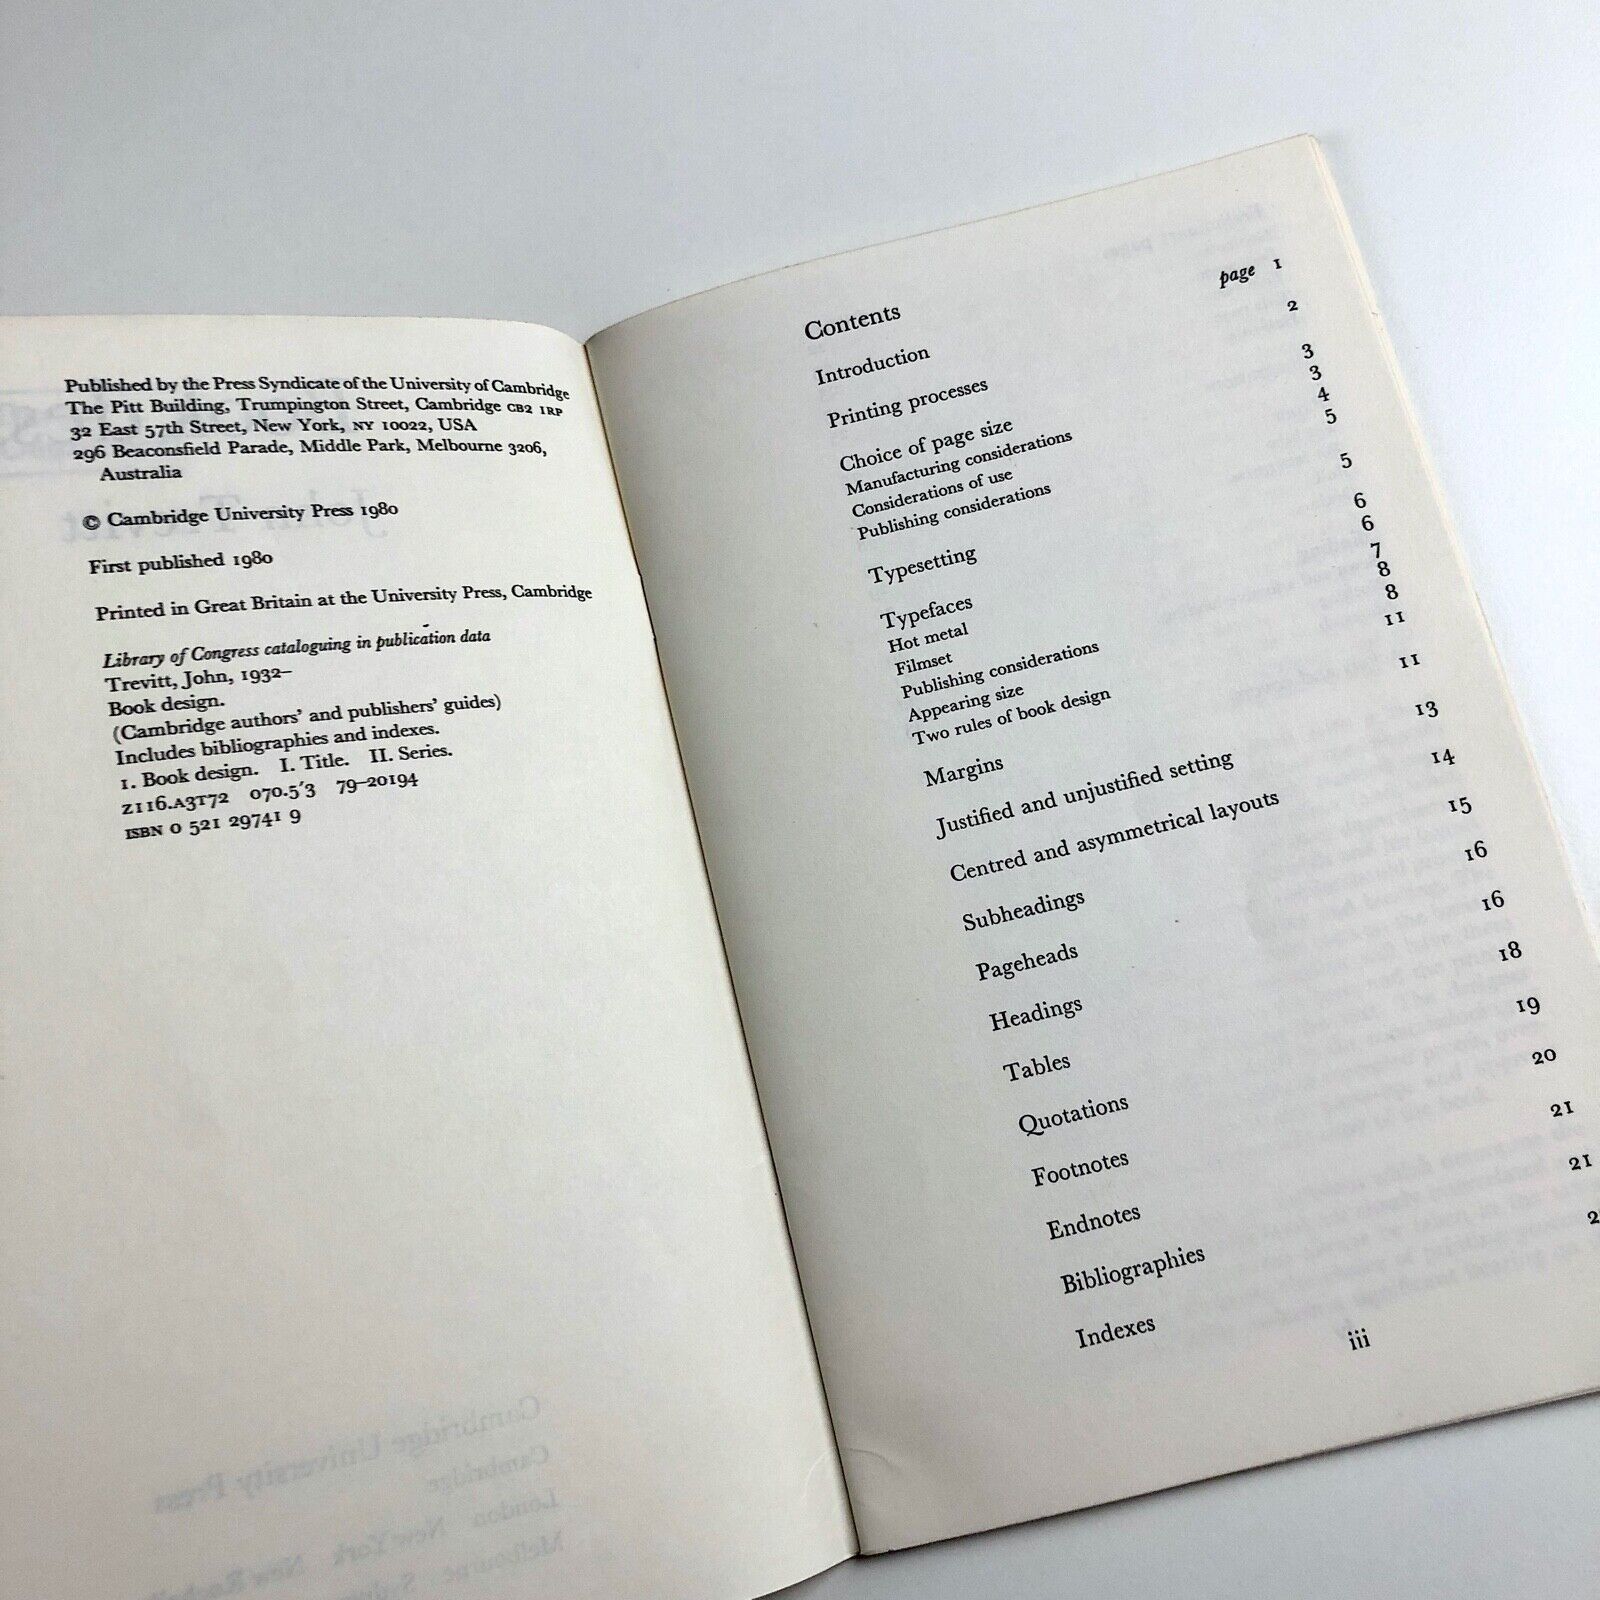 Published by the Press Syndicate of the University of Cambridge
The Pitt Building, Trumpington Street, Cambridge CB2 1RP
32 East 57th Street, New York, NY 10022, USA
296 Beaconsfield Parade, Middle Park, Melbourne 3206,
Australia
© Cambridge University Press 1980
First published 1980
Printed in Great Britain at the University Press, Cambridge
Library of Congress cataloguing in publication data
Trevitt, John, 1932–
Book design.
(Cambridge authors' and publishers' guides)
Includes bibliographies and indexes.
1. Book design. I. Title. II. Series.
Z116.A3T72 070.5'3 79–20194
ISBN 0 521 29741 9
Contents
Introduction page 1
Printing processes 2
Choice of page size 3
Manufacturing considerations 3
Considerations of use 4
Publishing considerations 5
Typesetting 5
Typefaces 6
Hot metal 6
Filmset 7
Publishing considerations 8
Appearing size 8
Two rules of book design 11
Margins 11
Justified and unjustified setting 13
Centred and asymmetrical layouts 14
Subheadings 15
Pageheads 16
Headings 16
Tables 18
Quotations 19
Footnotes 20
Endnotes 21
Bibliographies 21
Indexes
iii